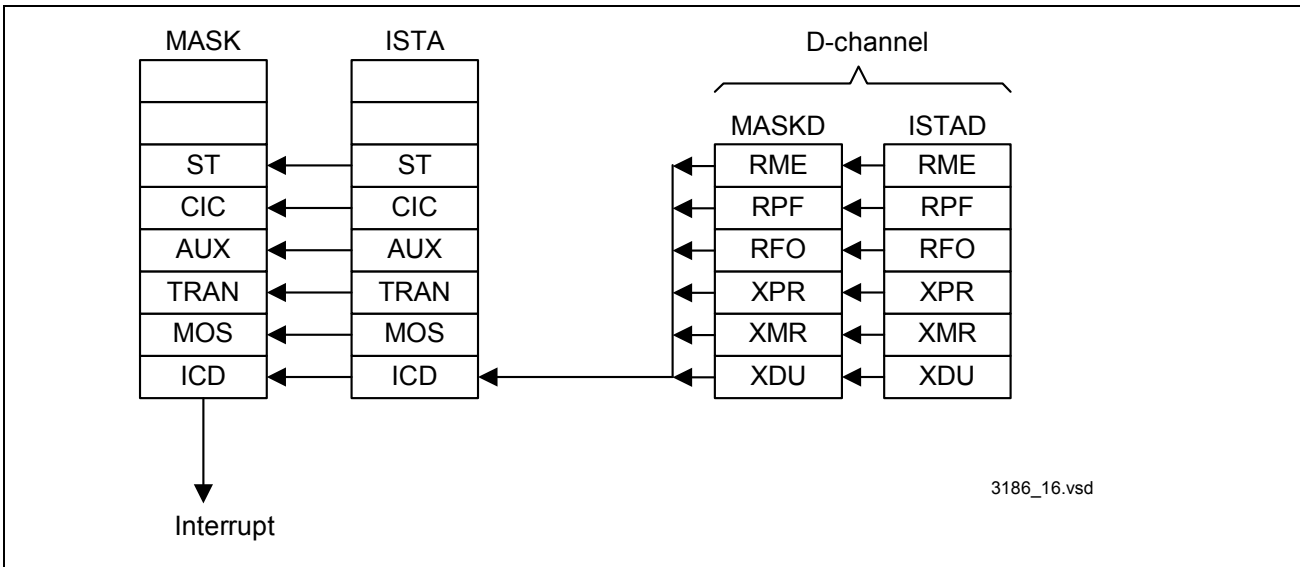 MASK ISTA D-channel
MASKD ISTAD
ST ST RME RME
CIC CIC RPF RPF
AUX AUX RFO RFO
TRAN TRAN XPR XPR
MOS MOS XMR XMR
ICD ICD XDU XDU
3186_16.vsd
Interrupt